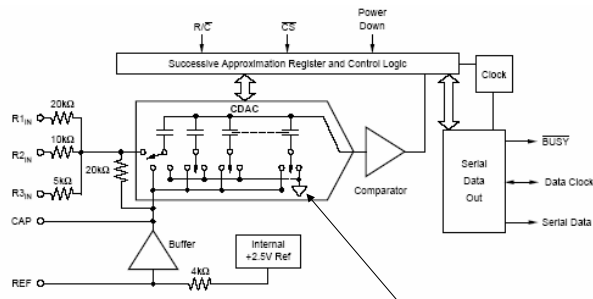 R/C̅
C̅S̅
Power
Down
Successive Approximation Register and Control Logic
Clock
20kΩ
R1IN
CDAC
10kΩ
R2IN
20kΩ
5kΩ
R3IN
Comparator
Serial
Data
Out
B̅U̅S̅Y̅
Data Clock
Serial Data
CAP
Buffer
Internal
+2.5V Ref
4kΩ
REF